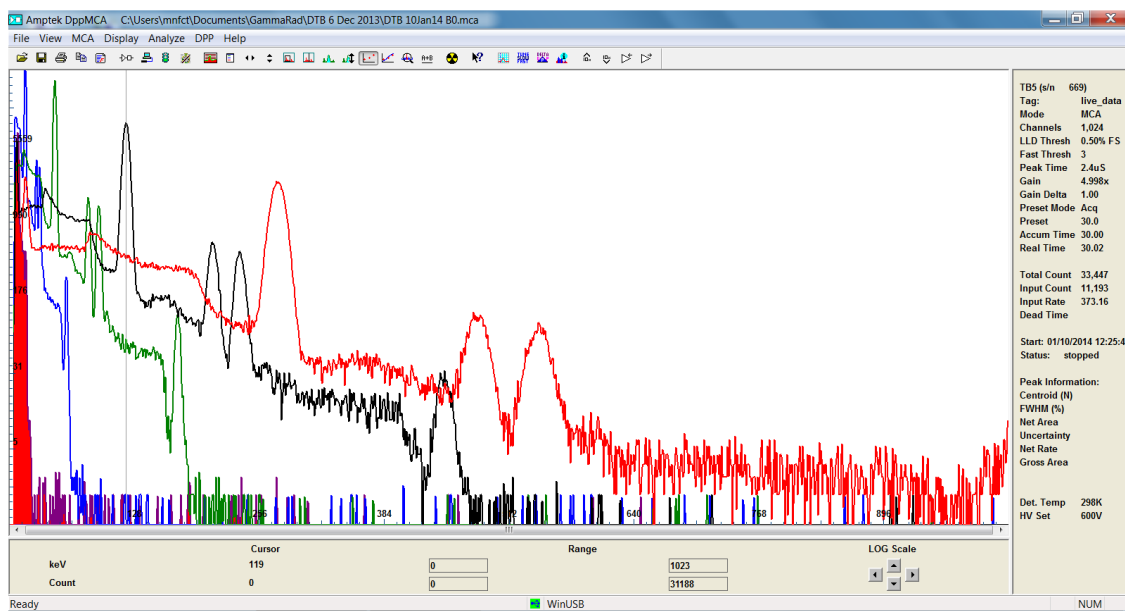 Amptek DppMCA C:\Users\mnfct\Documents\GammaRad\DTB 6 Dec 2013\DTB 10Jan14 B0.mca
File View MCA Display Analyze DPP Help
TB5 (s/n 669)
Tag: live_data
Mode MCA
Channels 1,024
LLD Thresh 0.50% FS
Fast Thresh 3
Peak Time 2.4uS
Gain 4.998x
Gain Delta 1.00
Preset Mode Acq
Preset 30.0
Accum Time 30.00
Real Time 30.02
Total Count 33,447
Input Count 11,193
Input Rate 373.16
Dead Time
Start: 01/10/2014 12:25:4
Status: stopped
Peak Information:
Centroid (N)
FWHM (%)
Net Area
Uncertainty
Net Rate
Gross Area
Det. Temp 298K
HV Set 600V
176
31
5
128 256 384 640 768 896
Cursor Range LOG Scale
keV 119 0 1023
Count 0 0 31188
Ready WinUSB NUM